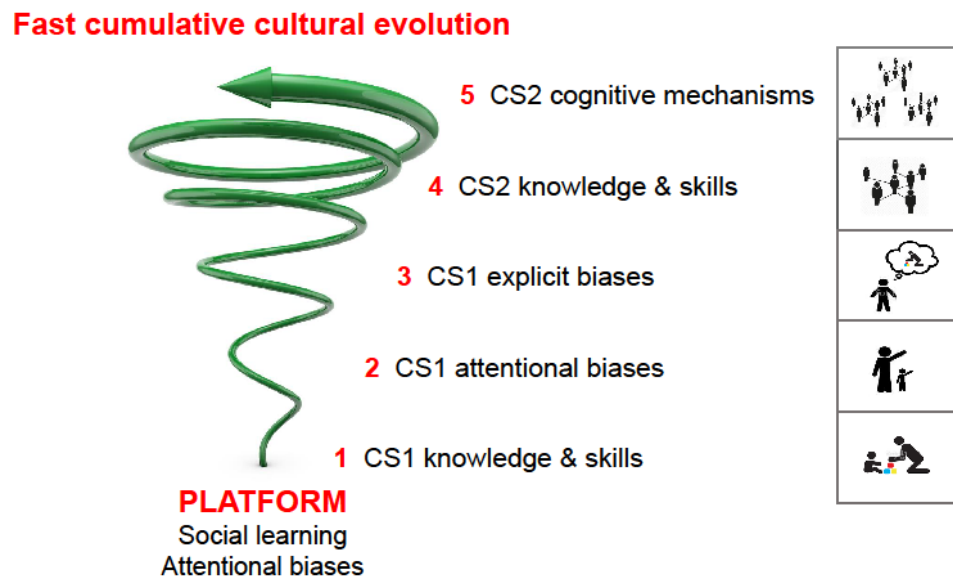 Fast cumulative cultural evolution
5 CS2 cognitive mechanisms
4 CS2 knowledge & skills
3 CS1 explicit biases
2 CS1 attentional biases
1 CS1 knowledge & skills
PLATFORM
Social learning
Attentional biases